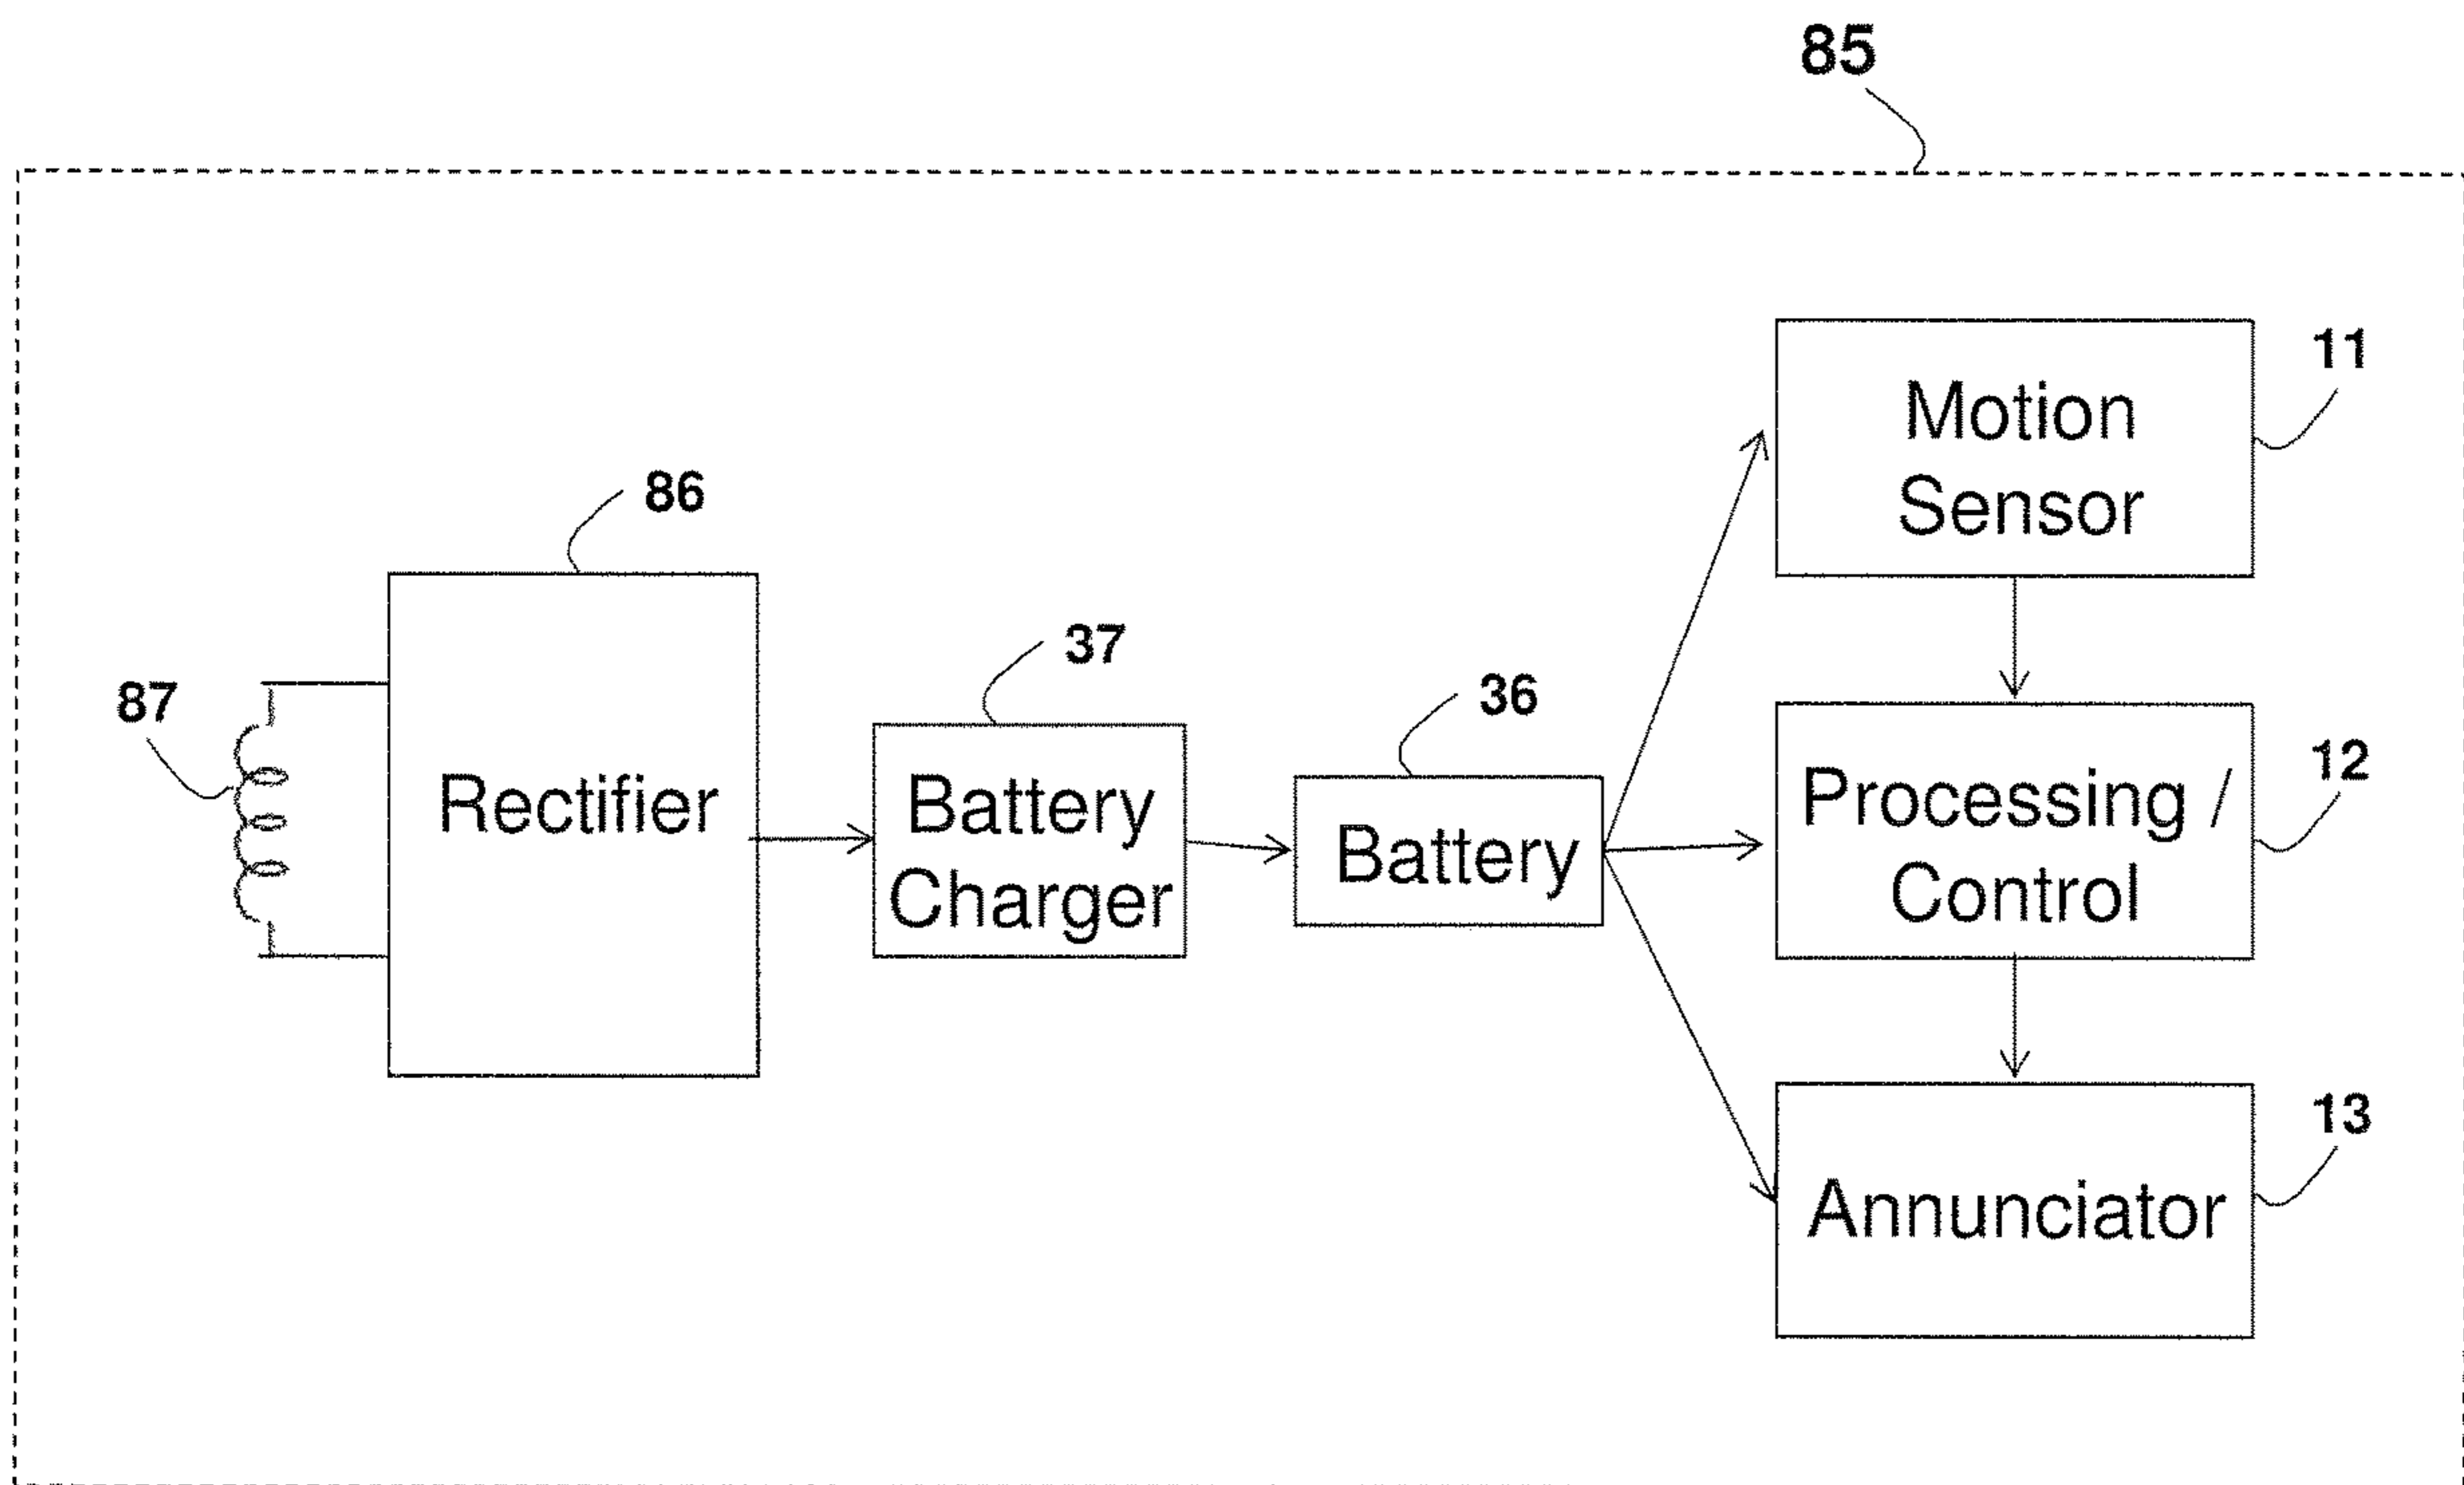 85
11
Motion
Sensor
86
37
36
87
Rectifier
Battery
Charger
Battery
12
Processing /
Control
13
Annunciator